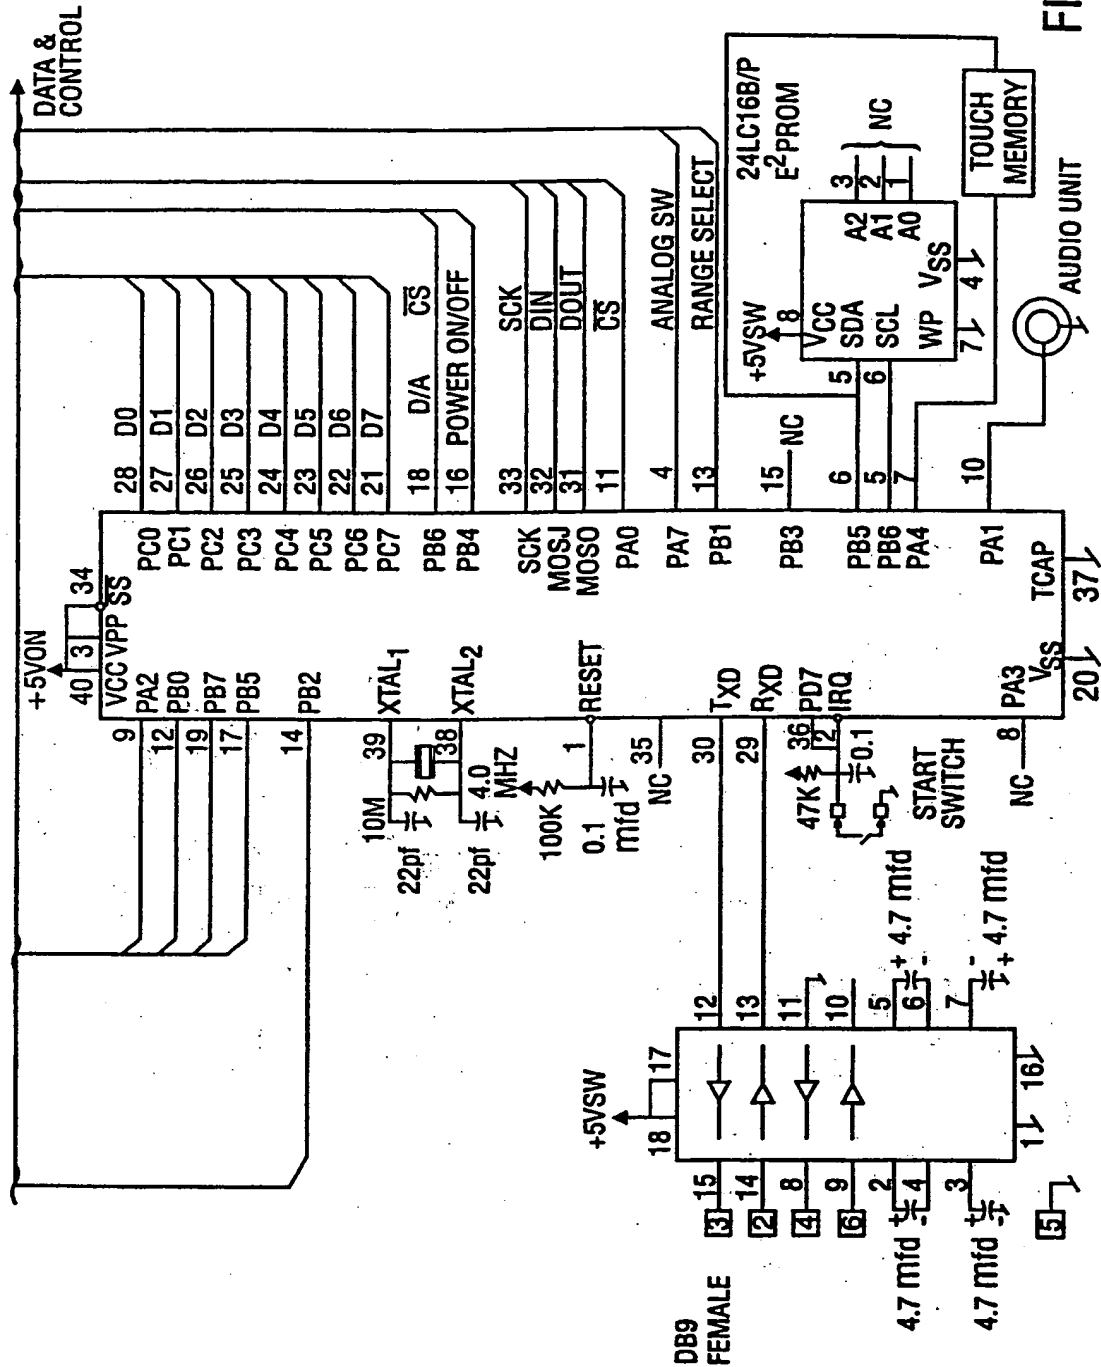 DATA &
CONTROL
+5VON
40 3 34
VCC VPP SS
9 PA2
12 PB0
19 PB7
17 PB5
14 PB2
39 XTAL1
38 XTAL2
10M
22pf
22pf
4.0
MHZ
1 RESET
100K
0.1
mfd
35
NC
30 TXD
29 RXD
36 PD7
2 IRQ
47K
0.1
START
SWITCH
8 PA3
NC
20 VSS
37 TCAP
PC0 28 D0
PC1 27 D1
PC2 26 D2
PC3 25 D3
PC4 24 D4
PC5 23 D5
PC6 22 D6
PC7 21 D7
PB6 18 D/A CS
PB4 16 POWER ON/OFF
SCK 33 SCK
MOSJ 32 DIN
MOSO 31 DOUT
PA0 11 CS
PA7 4 ANALOG SW
PB1 13 RANGE SELECT
PB3 15 NC
PB5 6
PB6 5
PA4 7
PA1 10
24LC16B/P
E2PROM
+5VSW
8
VCC
5 SDA
6 SCL
A2 3
A1 2
A0 1
NC
WP VSS
7 4
TOUCH
MEMORY
AUDIO UNIT
+5VSW
18 17
15 12
14 13
8 11
9 10
2 5
4 6
3 7
1 16
3
2
4
6
5
DB9
FEMALE
+ 4.7 mfd
-
-
+ 4.7 mfd
4.7 mfd + -
4.7 mfd + -